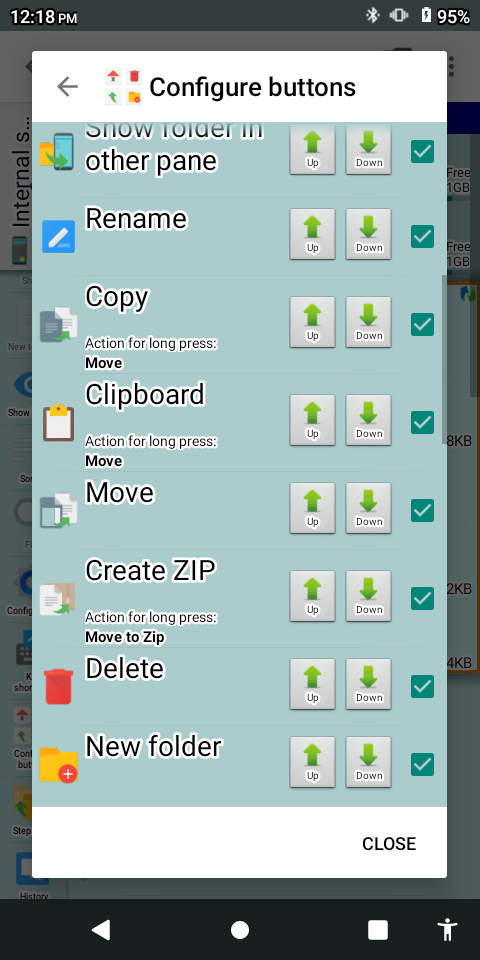 12:18 PM
95%
Configure buttons
Internal s...
Show folder in
other pane
Up
Down
Free
1GB
Rename
Up
Down
Free
1GB
Copy
Up
Down
Action for long press:
Move
Clipboard
Up
Down
Action for long press:
Move
8KB
Move
Up
Down
Create ZIP
Up
Down
2KB
Action for long press:
Move to Zip
Delete
Up
Down
4KB
New folder
Up
Down
CLOSE
History